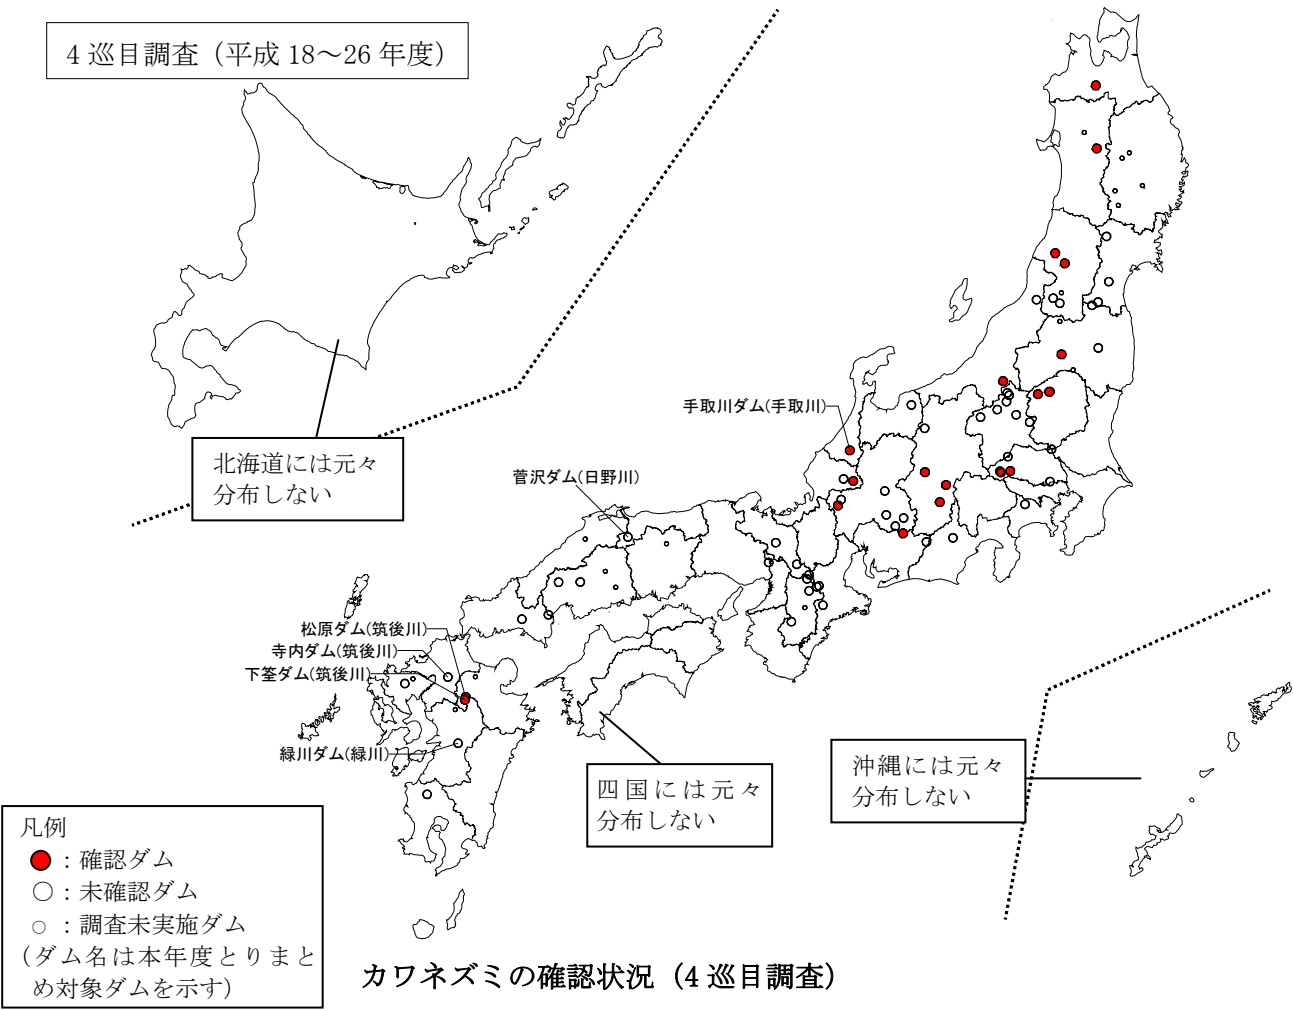 4 巡目調査（平成 18～26 年度）
手取川ダム(手取川)
北海道には元々
分布しない
菅沢ダム(日野川)
松原ダム(筑後川)
寺内ダム(筑後川)
下筌ダム(筑後川)
緑川ダム(緑川)
四国には元々
分布しない
沖縄には元々
分布しない
凡例
：確認ダム
：未確認ダム
：調査未実施ダム
(ダム名は本年度とりまと
め対象ダムを示す)
カワネズミの確認状況（4 巡目調査）